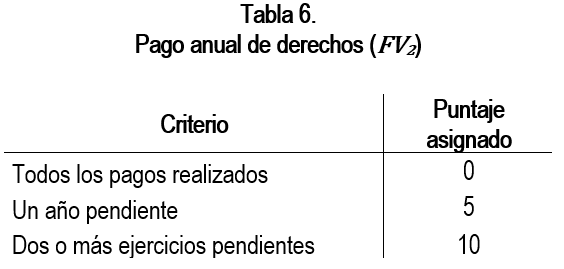 Tabla 6.
Pago anual de derechos (FV₂)
Criterio Puntaje asignado
Todos los pagos realizados 0
Un año pendiente 5
Dos o más ejercicios pendientes 10